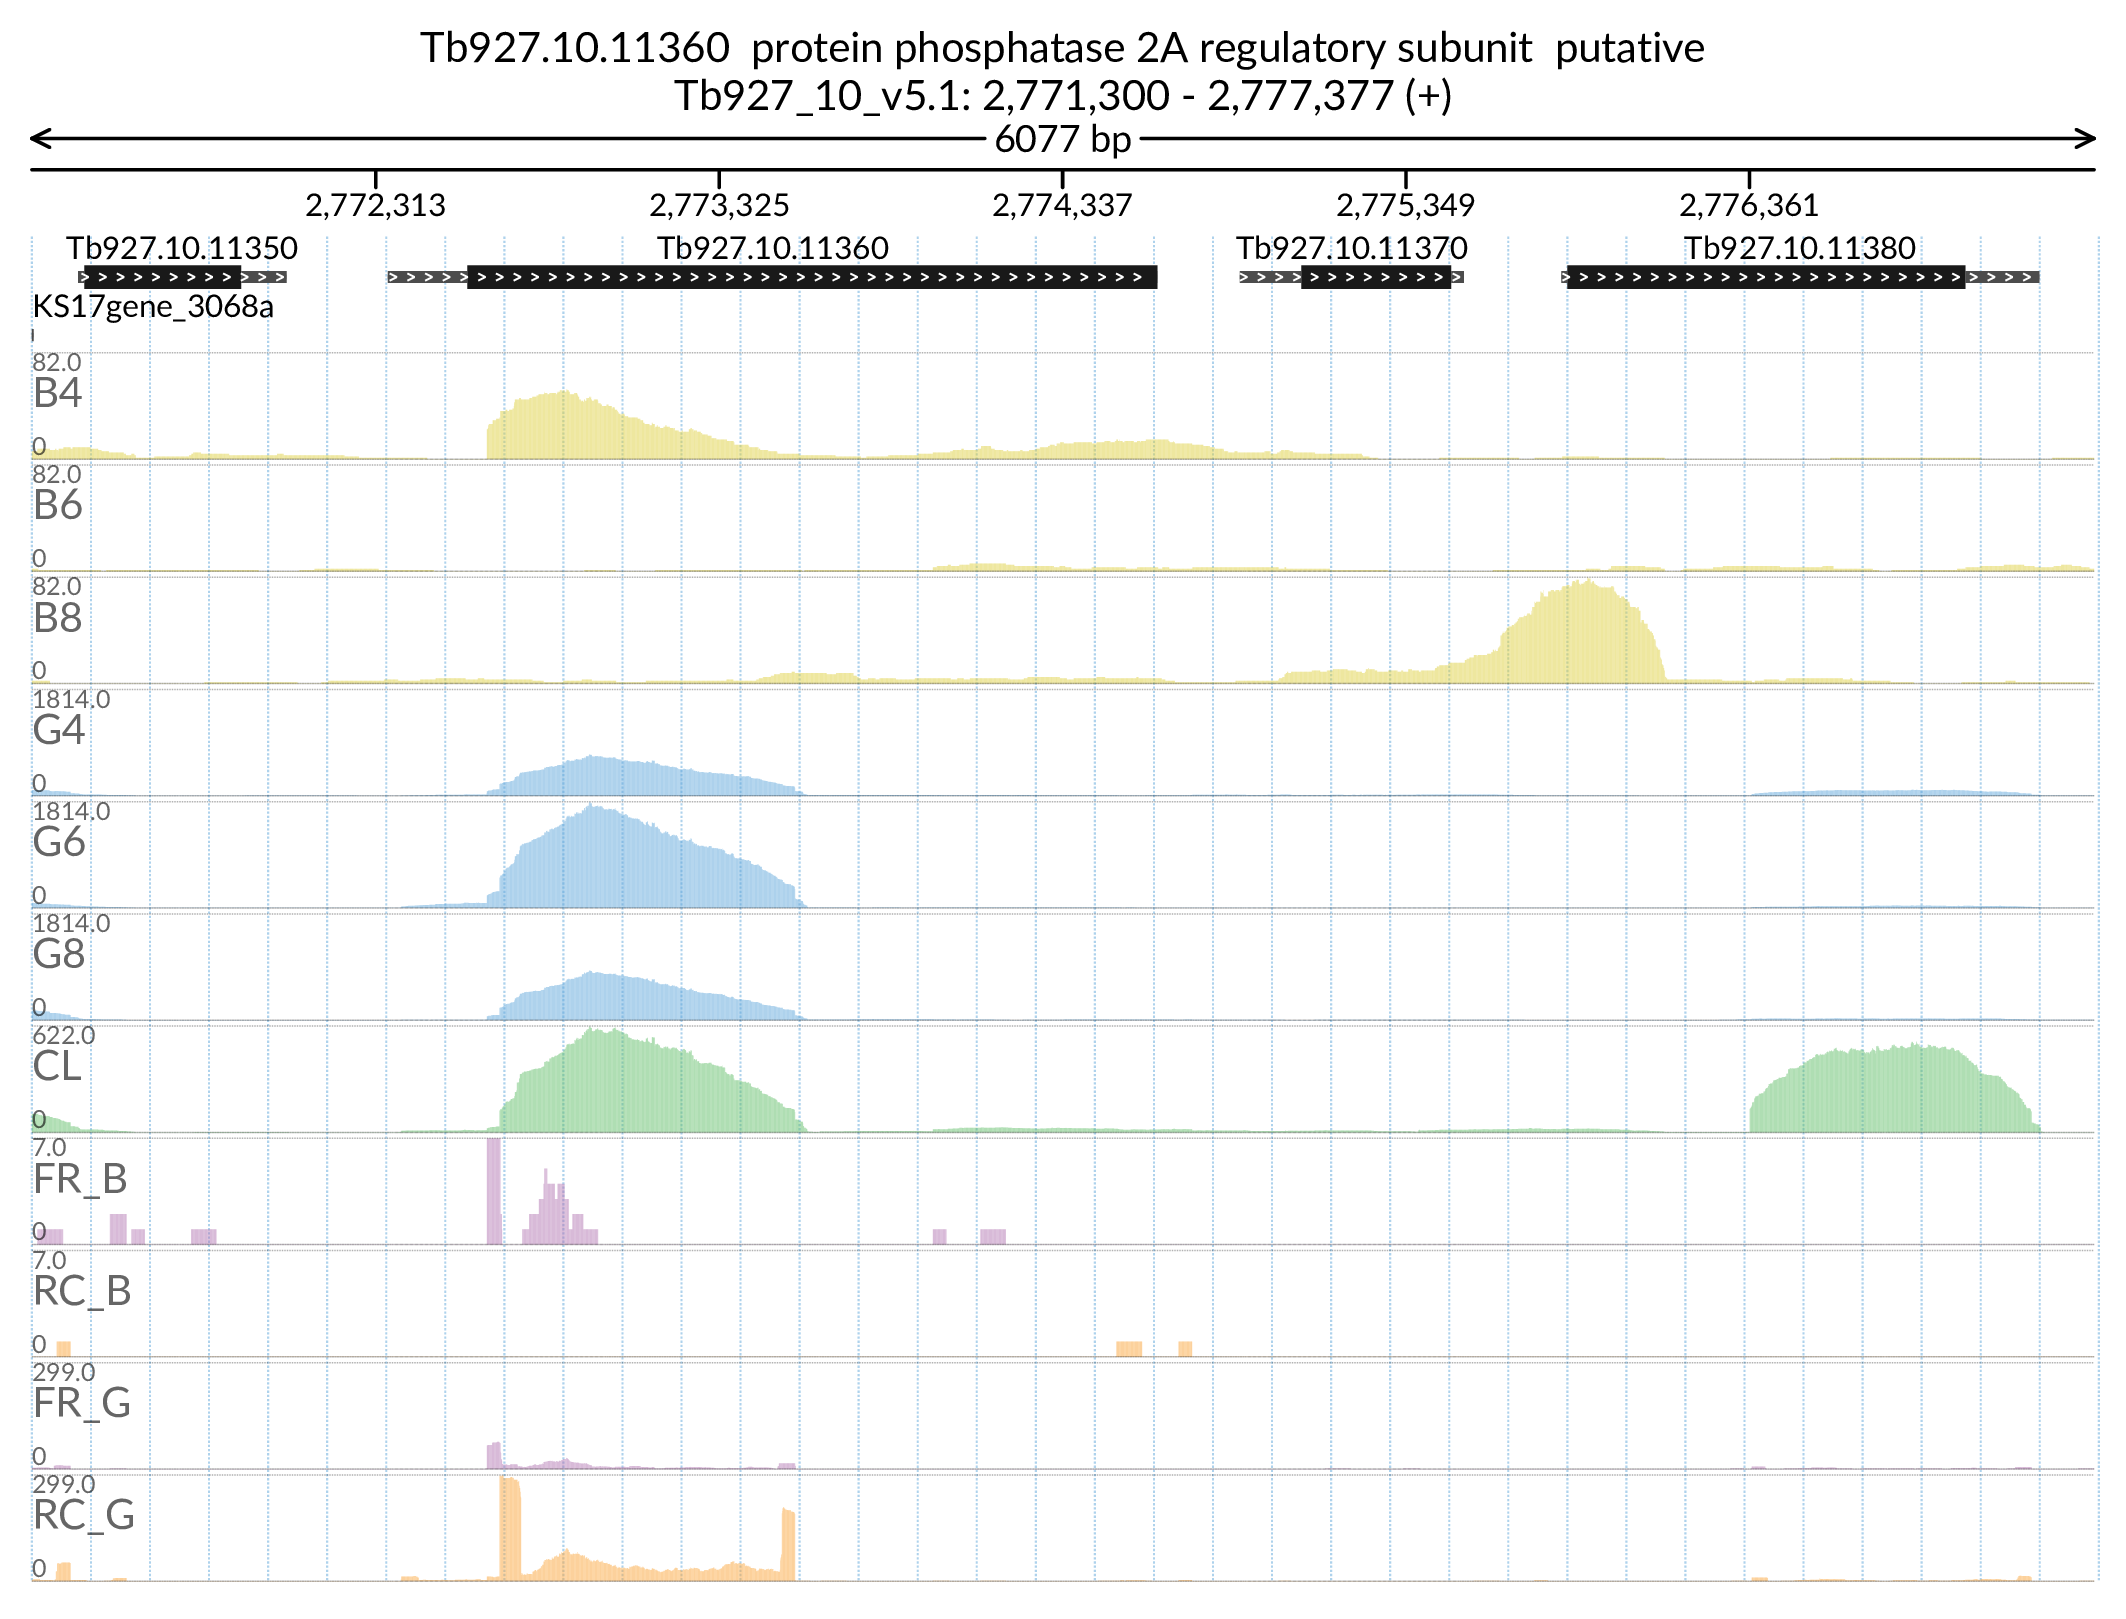 Tb927.10.11360  protein phosphatase 2A regulatory subunit  putative
Tb927_10_v5.1: 2,771,300 - 2,777,377 (+)
6077 bp
2,772,313 2,773,325 2,774,337 2,775,349 2,776,361
Tb927.10.11350 Tb927.10.11360 Tb927.10.11370 Tb927.10.11380
KS17gene_3068a
82.0
B4
0
82.0
B6
0
82.0
B8
0
1814.0
G4
0
1814.0
G6
0
1814.0
G8
0
622.0
CL
0
7.0
FR_B
0
7.0
RC_B
0
299.0
FR_G
0
299.0
RC_G
0